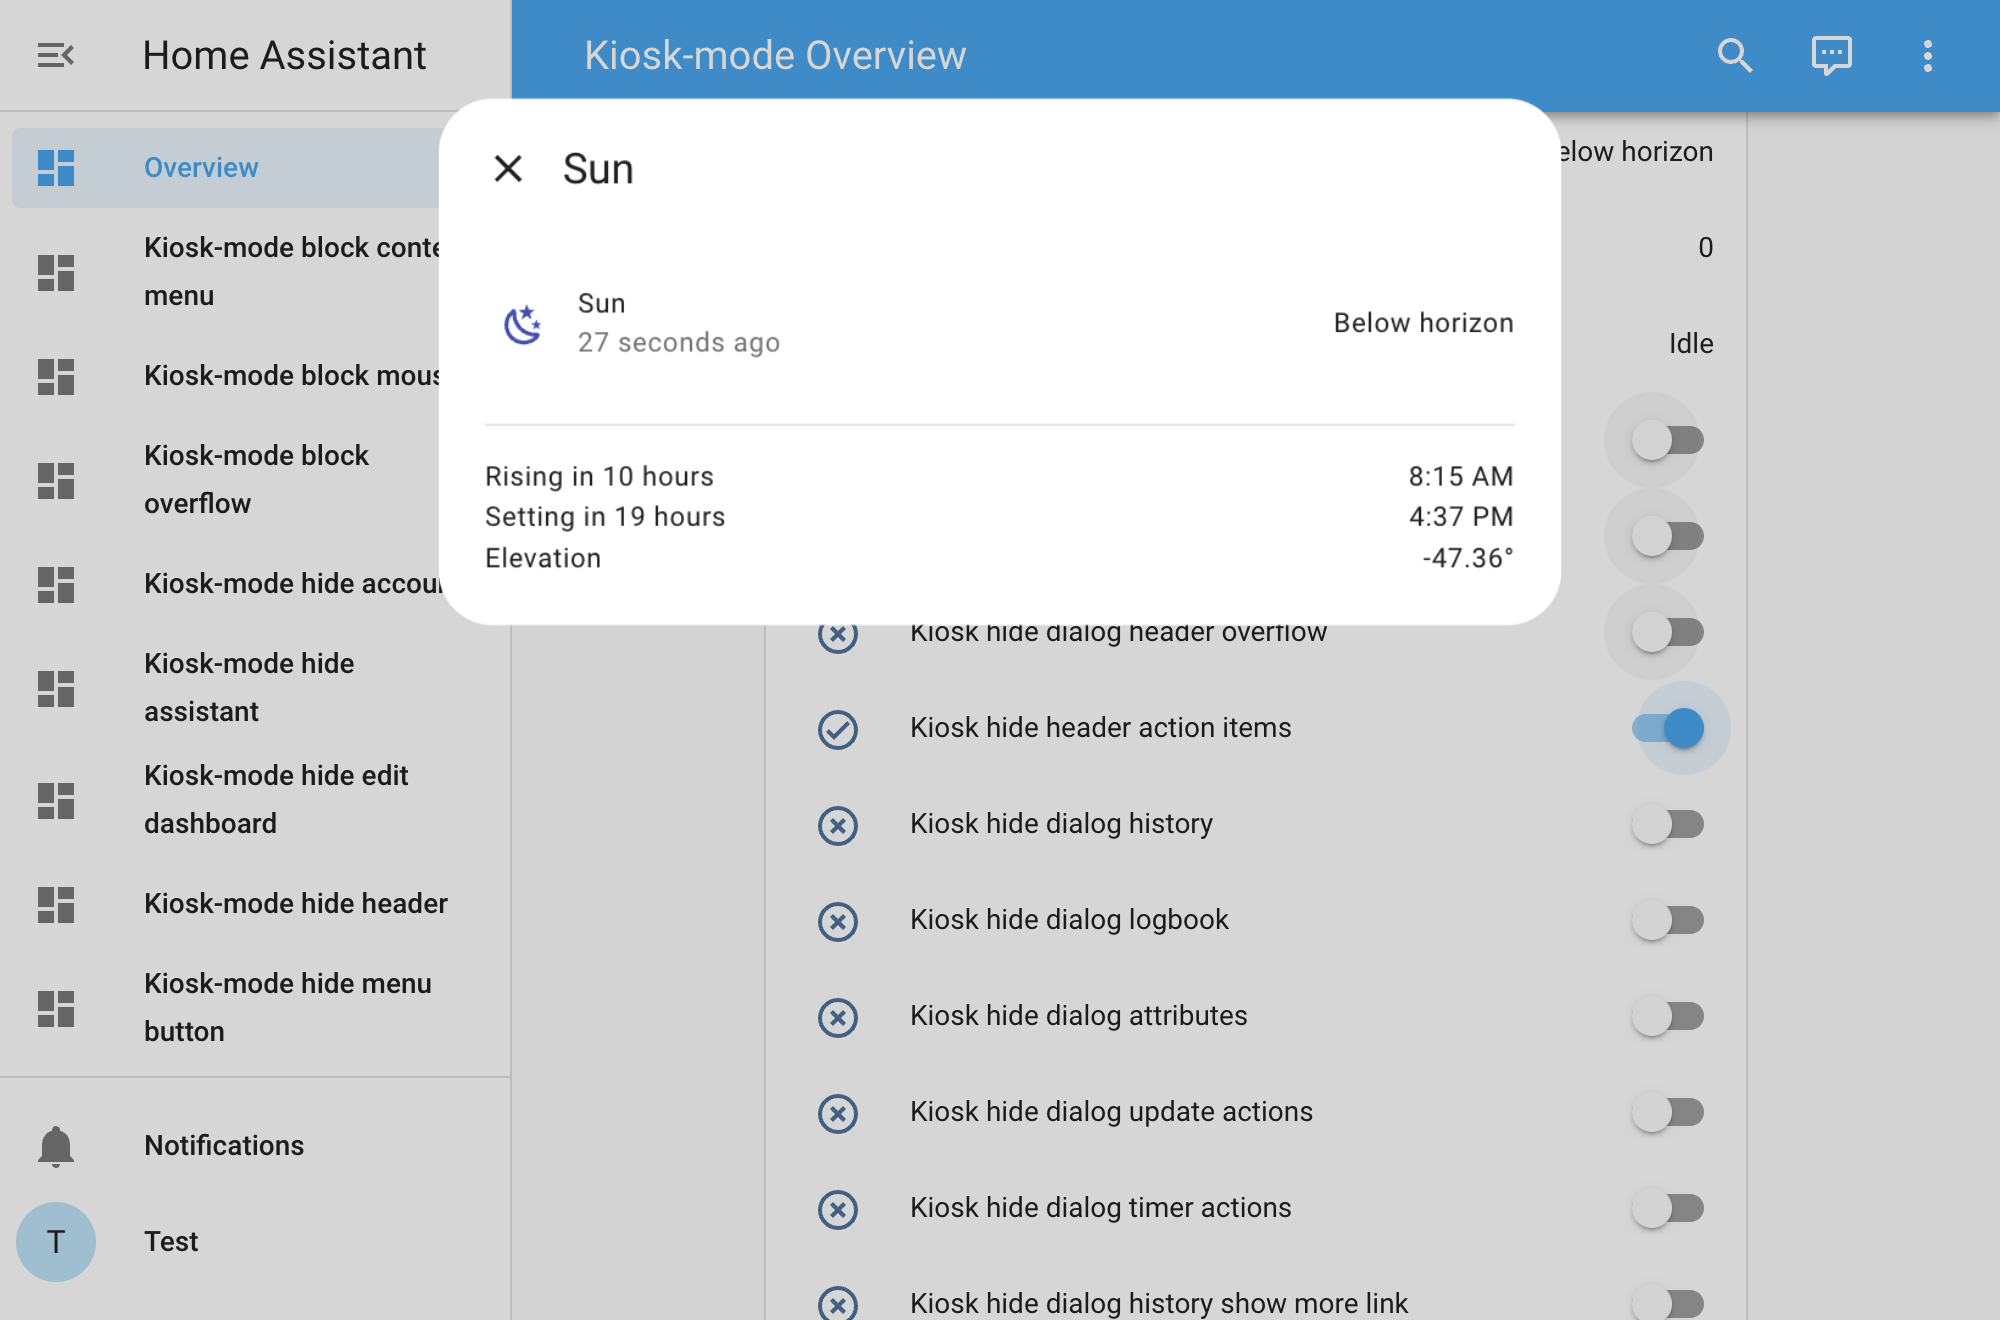 Home Assistant
Kiosk-mode Overview
Overview
Kiosk-mode block
menu
Kiosk-mode block
Kiosk-mode block
overflow
Kiosk-mode hide
Kiosk-mode hide
assistant
Kiosk-mode hide edit
dashboard
Kiosk-mode hide header
Kiosk-mode hide menu
button
Notifications
T
Test
Sun
Sun
27 seconds ago
Below horizon
Rising in 10 hours
8:15 AM
Setting in 19 hours
4:37 PM
Elevation
-47.36°
horizon
0
Idle
Kiosk hide dialog header overflow
Kiosk hide header action items
Kiosk hide dialog history
Kiosk hide dialog logbook
Kiosk hide dialog attributes
Kiosk hide dialog update actions
Kiosk hide dialog timer actions
Kiosk hide dialog history show more link